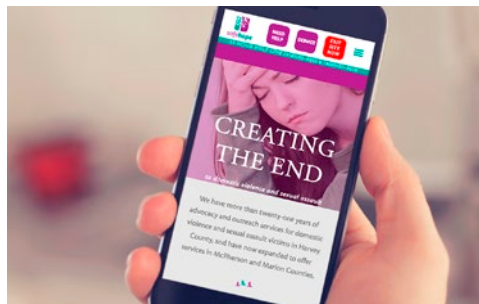 safehope
NEED
HELP
DONATE
EXIT
SITE
NOW
CREATING
THE END
to domestic violence and sexual assault
We have more than twenty-one years of
advocacy and outreach services for domestic
violence and sexual assault victims in Harvey
County, and have now expanded to offer
services in McPherson and Marion Counties.